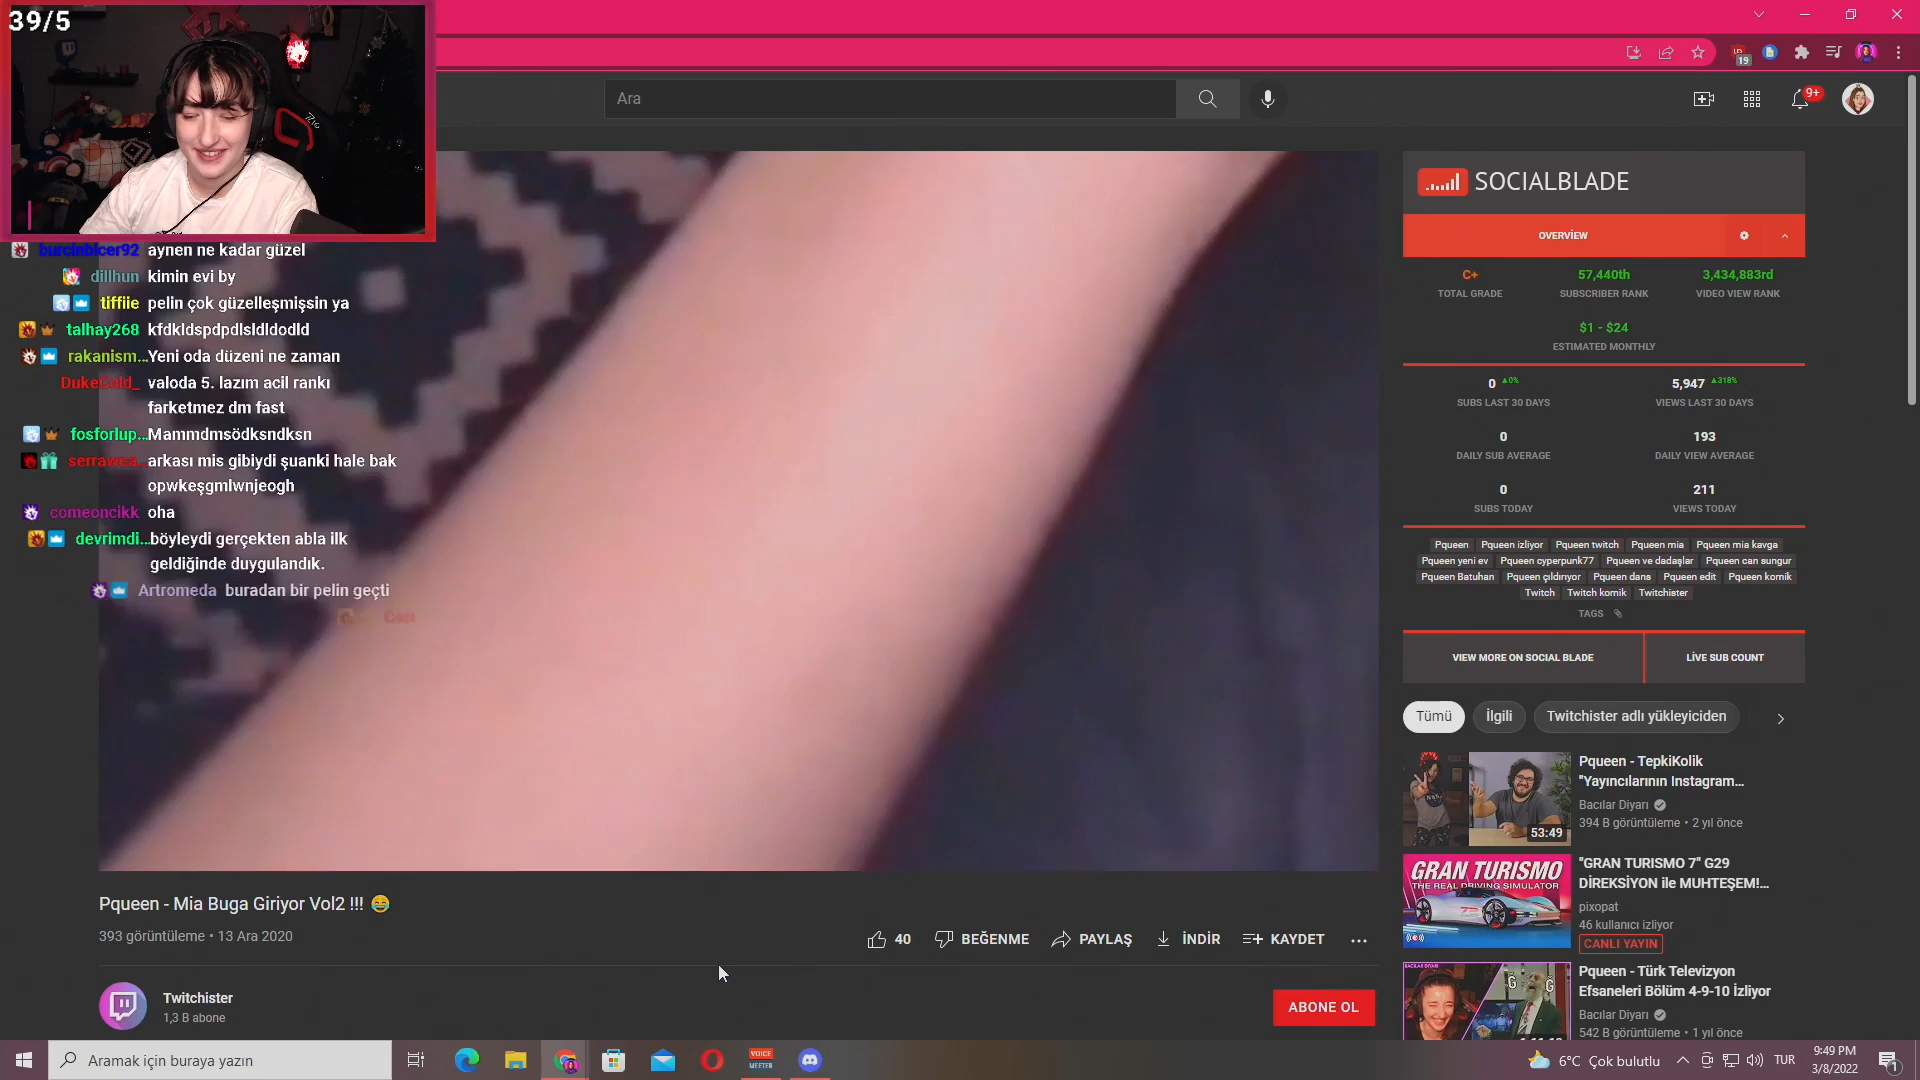 39/5
19
Ara
9+
burcinbicer92 aynen ne kadar güzel
dillhun kimin evi by
tiffiie pelin çok güzelleşmişsin ya
talhay268 kfdkldspdpdlsldldodld
rakanism... Yeni oda düzeni ne zaman
DukeCold_ valoda 5. lazım acil rankı
farketmez dm fast
fosforlup... Mammdmsödksndksn
serrawea... arkası mis gibiydi şuanki hale bak
opwkeşgmlwnjeogh
comeoncikk oha
devrimdi... böyleydi gerçekten abla ilk
geldiğinde duygulandık.
Artromeda buradan bir pelin geçti
SOCIALBLADE
OVERVİEW
C+ 57,440th 3,434,883rd
TOTAL GRADE SUBSCRIBER RANK VIDEO VIEW RANK
$1 - $24
ESTIMATED MONTHLY
0 ▲0% 5,947 ▲318%
SUBS LAST 30 DAYS VIEWS LAST 30 DAYS
0 193
DAILY SUB AVERAGE DAILY VIEW AVERAGE
0 211
SUBS TODAY VIEWS TODAY
Pqueen Pqueen izliyor Pqueen twitch Pqueen mia Pqueen mia kavga
Pqueen yeni ev Pqueen cyperpunk77 Pqueen ve dadaşlar Pqueen can sungur
Pqueen Batuhan Pqueen çıldırıyor Pqueen dans Pqueen edit Pqueen komik
Twitch Twitch komik Twitchister
TAGS
VIEW MORE ON SOCIAL BLADE LİVE SUB COUNT
Tümü İlgili Twitchister adlı yükleyiciden
Pqueen - TepkiKolik
"Yayıncılarının Instagram...
Bacılar Diyarı
394 B görüntüleme • 2 yıl önce
53:49
GRAN TURISMO
THE REAL DRIVING SIMULATOR
"GRAN TURISMO 7" G29
DİREKSİYON ile MUHTEŞEM!...
pixopat
46 kullanıcı izliyor
CANLI YAYIN
Pqueen - Türk Televizyon
Efsaneleri Bölüm 4-9-10 İzliyor
Bacılar Diyarı
542 B görüntüleme • 1 yıl önce
Pqueen - Mia Buga Giriyor Vol2 !!! 😂
393 görüntüleme • 13 Ara 2020
40 BEĞENME PAYLAŞ İNDİR KAYDET ...
Twitchister
1,3 B abone
ABONE OL
Aramak için buraya yazın
VOICE
MEETER
6°C Çok bulutlu
TUR
9:49 PM
3/8/2022
1